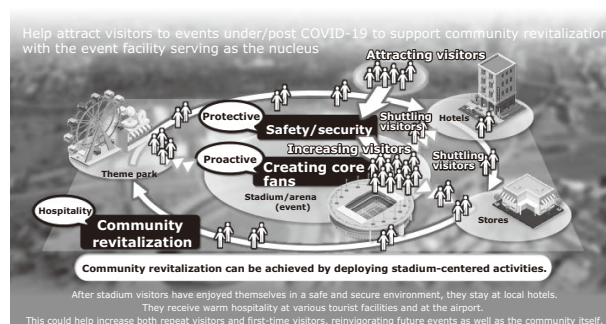 Help attract visitors to events under/post COVID-19 to support community revitalization
with the event facility serving as the nucleus
Attracting visitors
Protective
Safety/security
Shuttling
visitors
Hotels
Increasing visitors
Proactive
Creating core
fans
Shuttling
visitors
Theme park
Stadium/arena
(event)
Hospitality
Community
revitalization
Stores
Community revitalization can be achieved by deploying stadium-centered activities.
After stadium visitors have enjoyed themselves in a safe and secure environment, they stay at local hotels.
They receive warm hospitality at various tourist facilities and at the airport.
This could help increase both repeat visitors and first-time visitors, reinvigorating future events as well as the community itself.